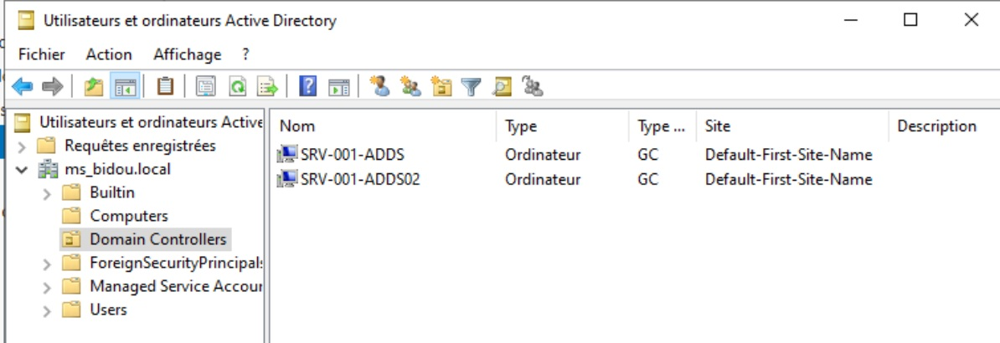 Utilisateurs et ordinateurs Active Directory
Fichier Action Affichage ?
Utilisateurs et ordinateurs Active
Requêtes enregistrées
ms_bidou.local
Builtin
Computers
Domain Controllers
ForeignSecurityPrincipals
Managed Service Accour
Users
Nom Type Type ... Site Description
SRV-001-ADDS Ordinateur GC Default-First-Site-Name
SRV-001-ADDS02 Ordinateur GC Default-First-Site-Name